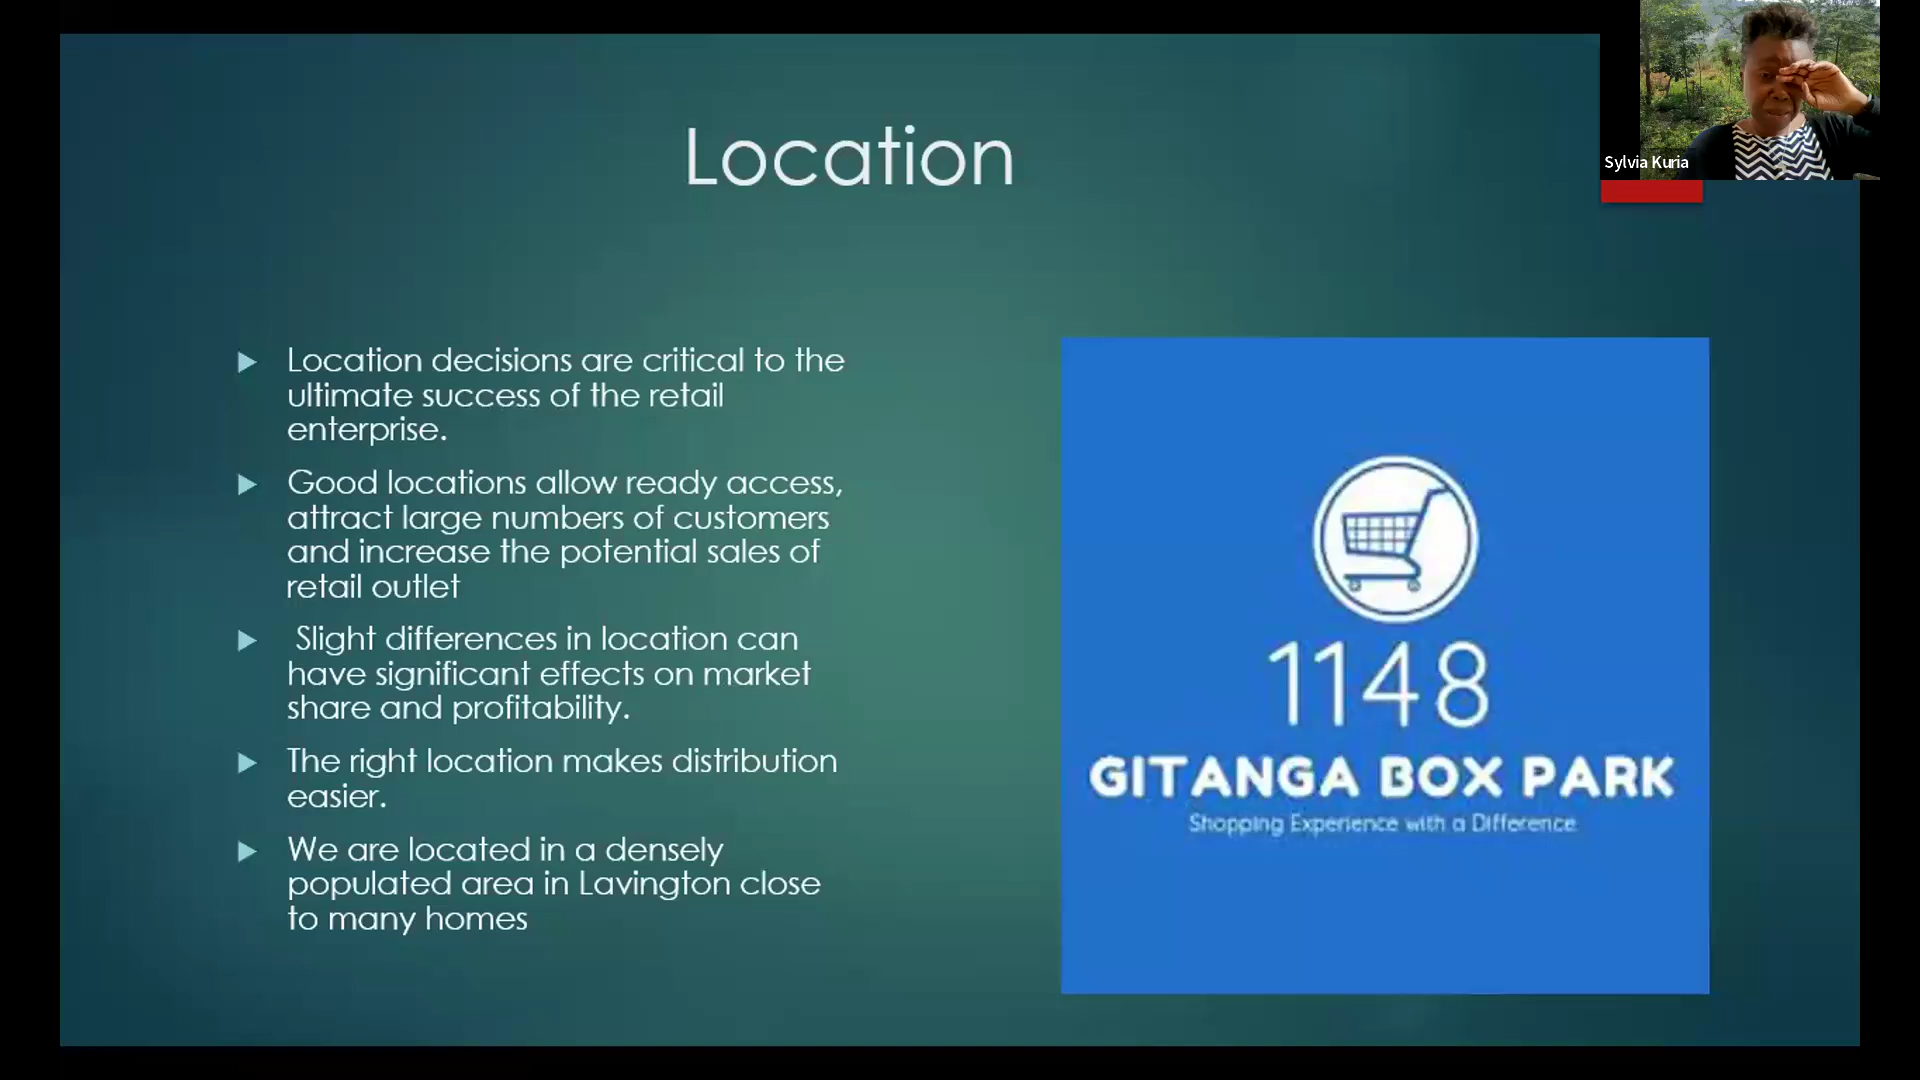 Location
Sylvia Kuria
Location decisions are critical to the
ultimate success of the retail
enterprise.
Good locations allow ready access,
attract large numbers of customers
and increase the potential sales of
retail outlet
Slight differences in location can
have significant effects on market
share and profitability.
The right location makes distribution
easier.
We are located in a densely
populated area in Lavington close
to many homes
1148
GITANGA BOX PARK
Shopping Experience with a Difference